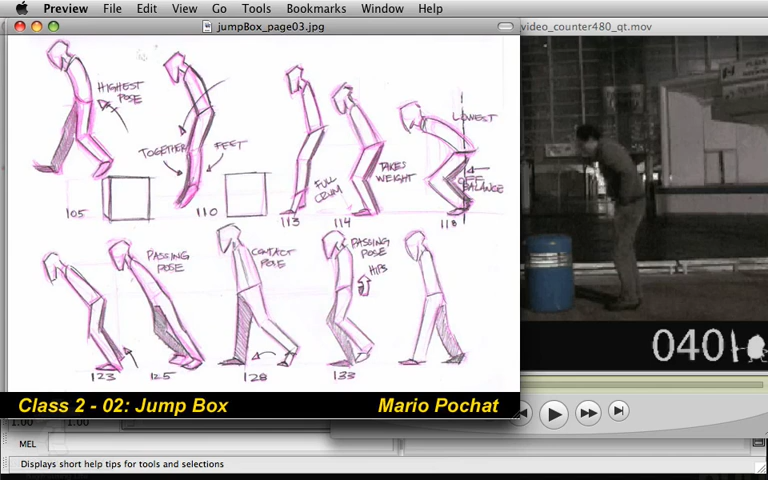 Preview File Edit View Go Tools Bookmarks Window Help
jumpBox_page03.jpg
video_counter480_qt.mov
HIGHEST
POSE
TOGETHER FEET
FULL
TAKES
WEIGHT
LOWEST
OFF
BALANCE
105
110
113
114
118
PASSING
POSE
CONTACT
POSE
PASSING
POSE
HIPS
123
125
128
133
0401
Class 2 - 02: Jump Box
Mario Pochat
1.00
1.00
MEL
Displays short help tips for tools and selections